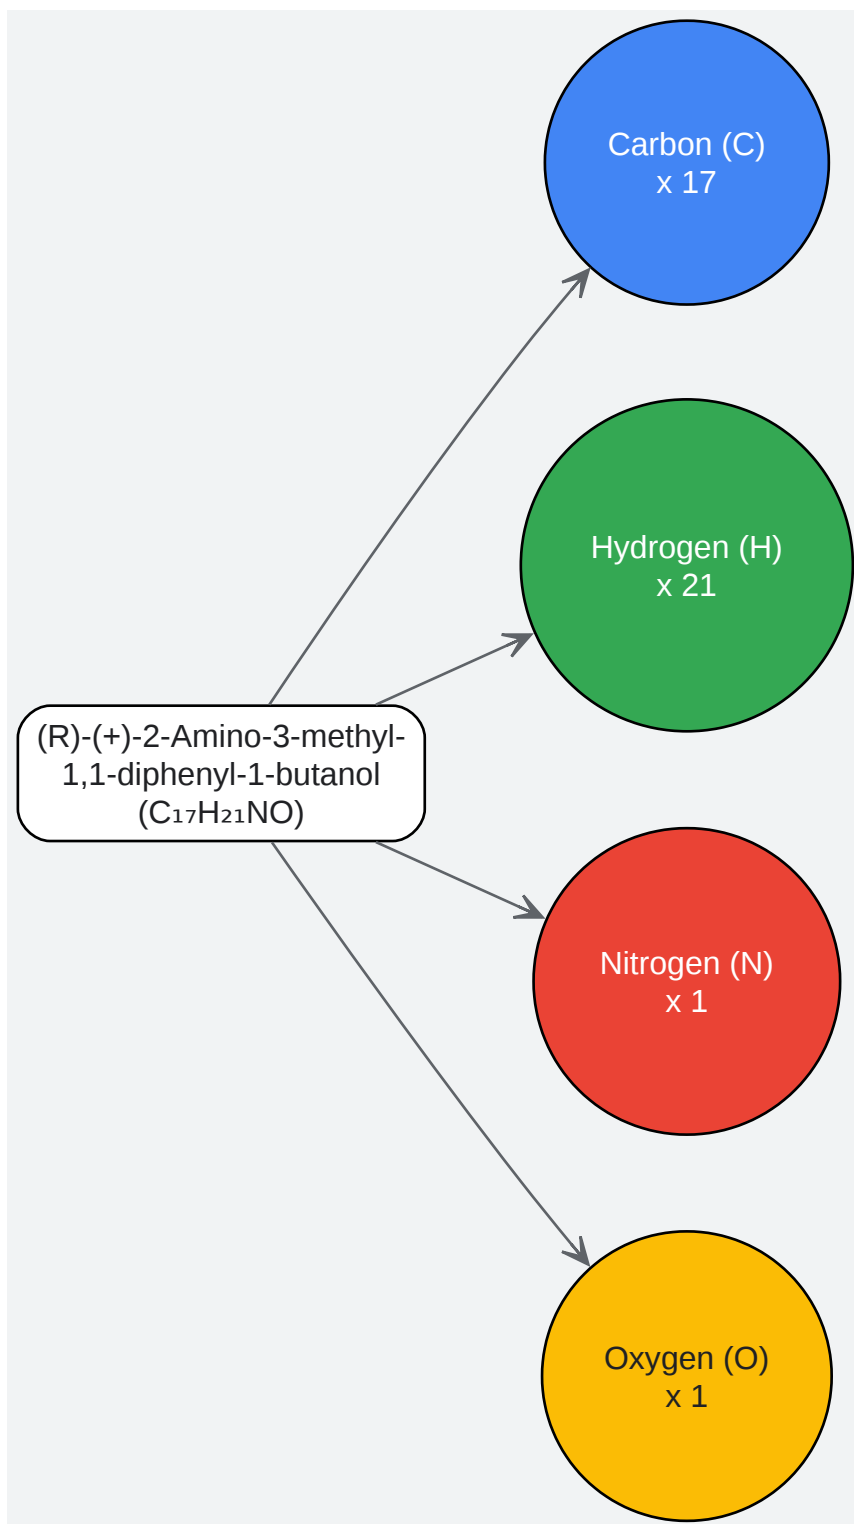 Carbon (C)
x 17
Hydrogen (H)
x 21
(R)-(+)-2-Amino-3-methyl-
1,1-diphenyl-1-butanol
(C₁₇H₂₁NO)
Nitrogen (N)
x 1
Oxygen (O)
x 1